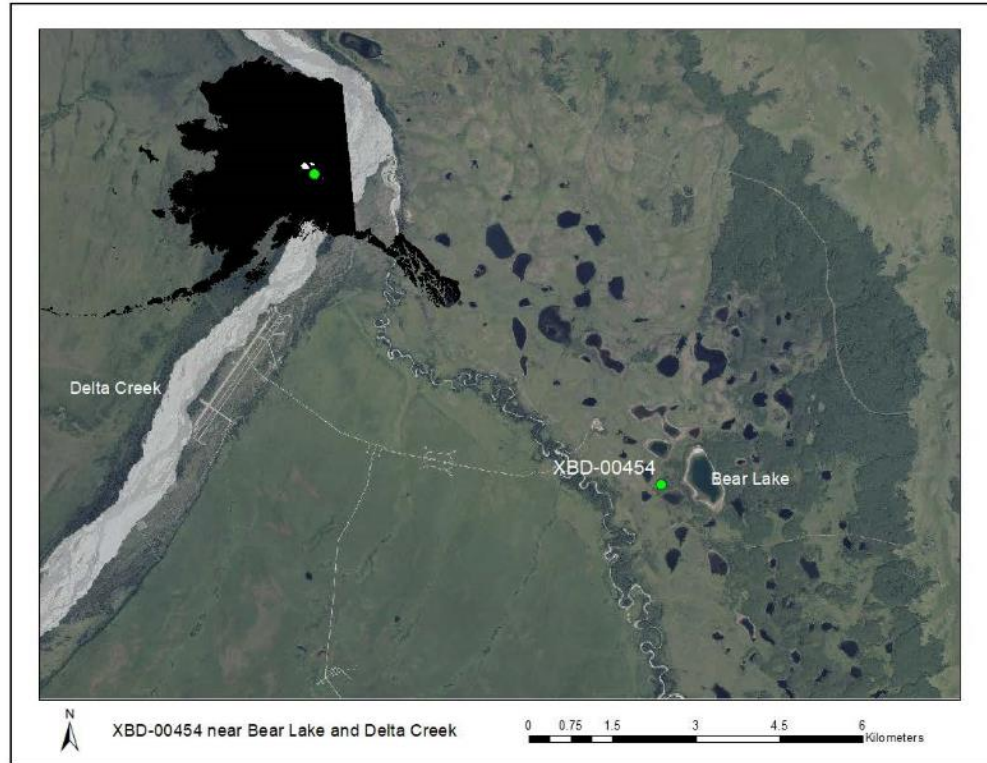 Delta Creek
XBD-00454
Bear Lake
N
XBD-00454 near Bear Lake and Delta Creek
0 0.75 1.5 3 4.5 6
Kilometers